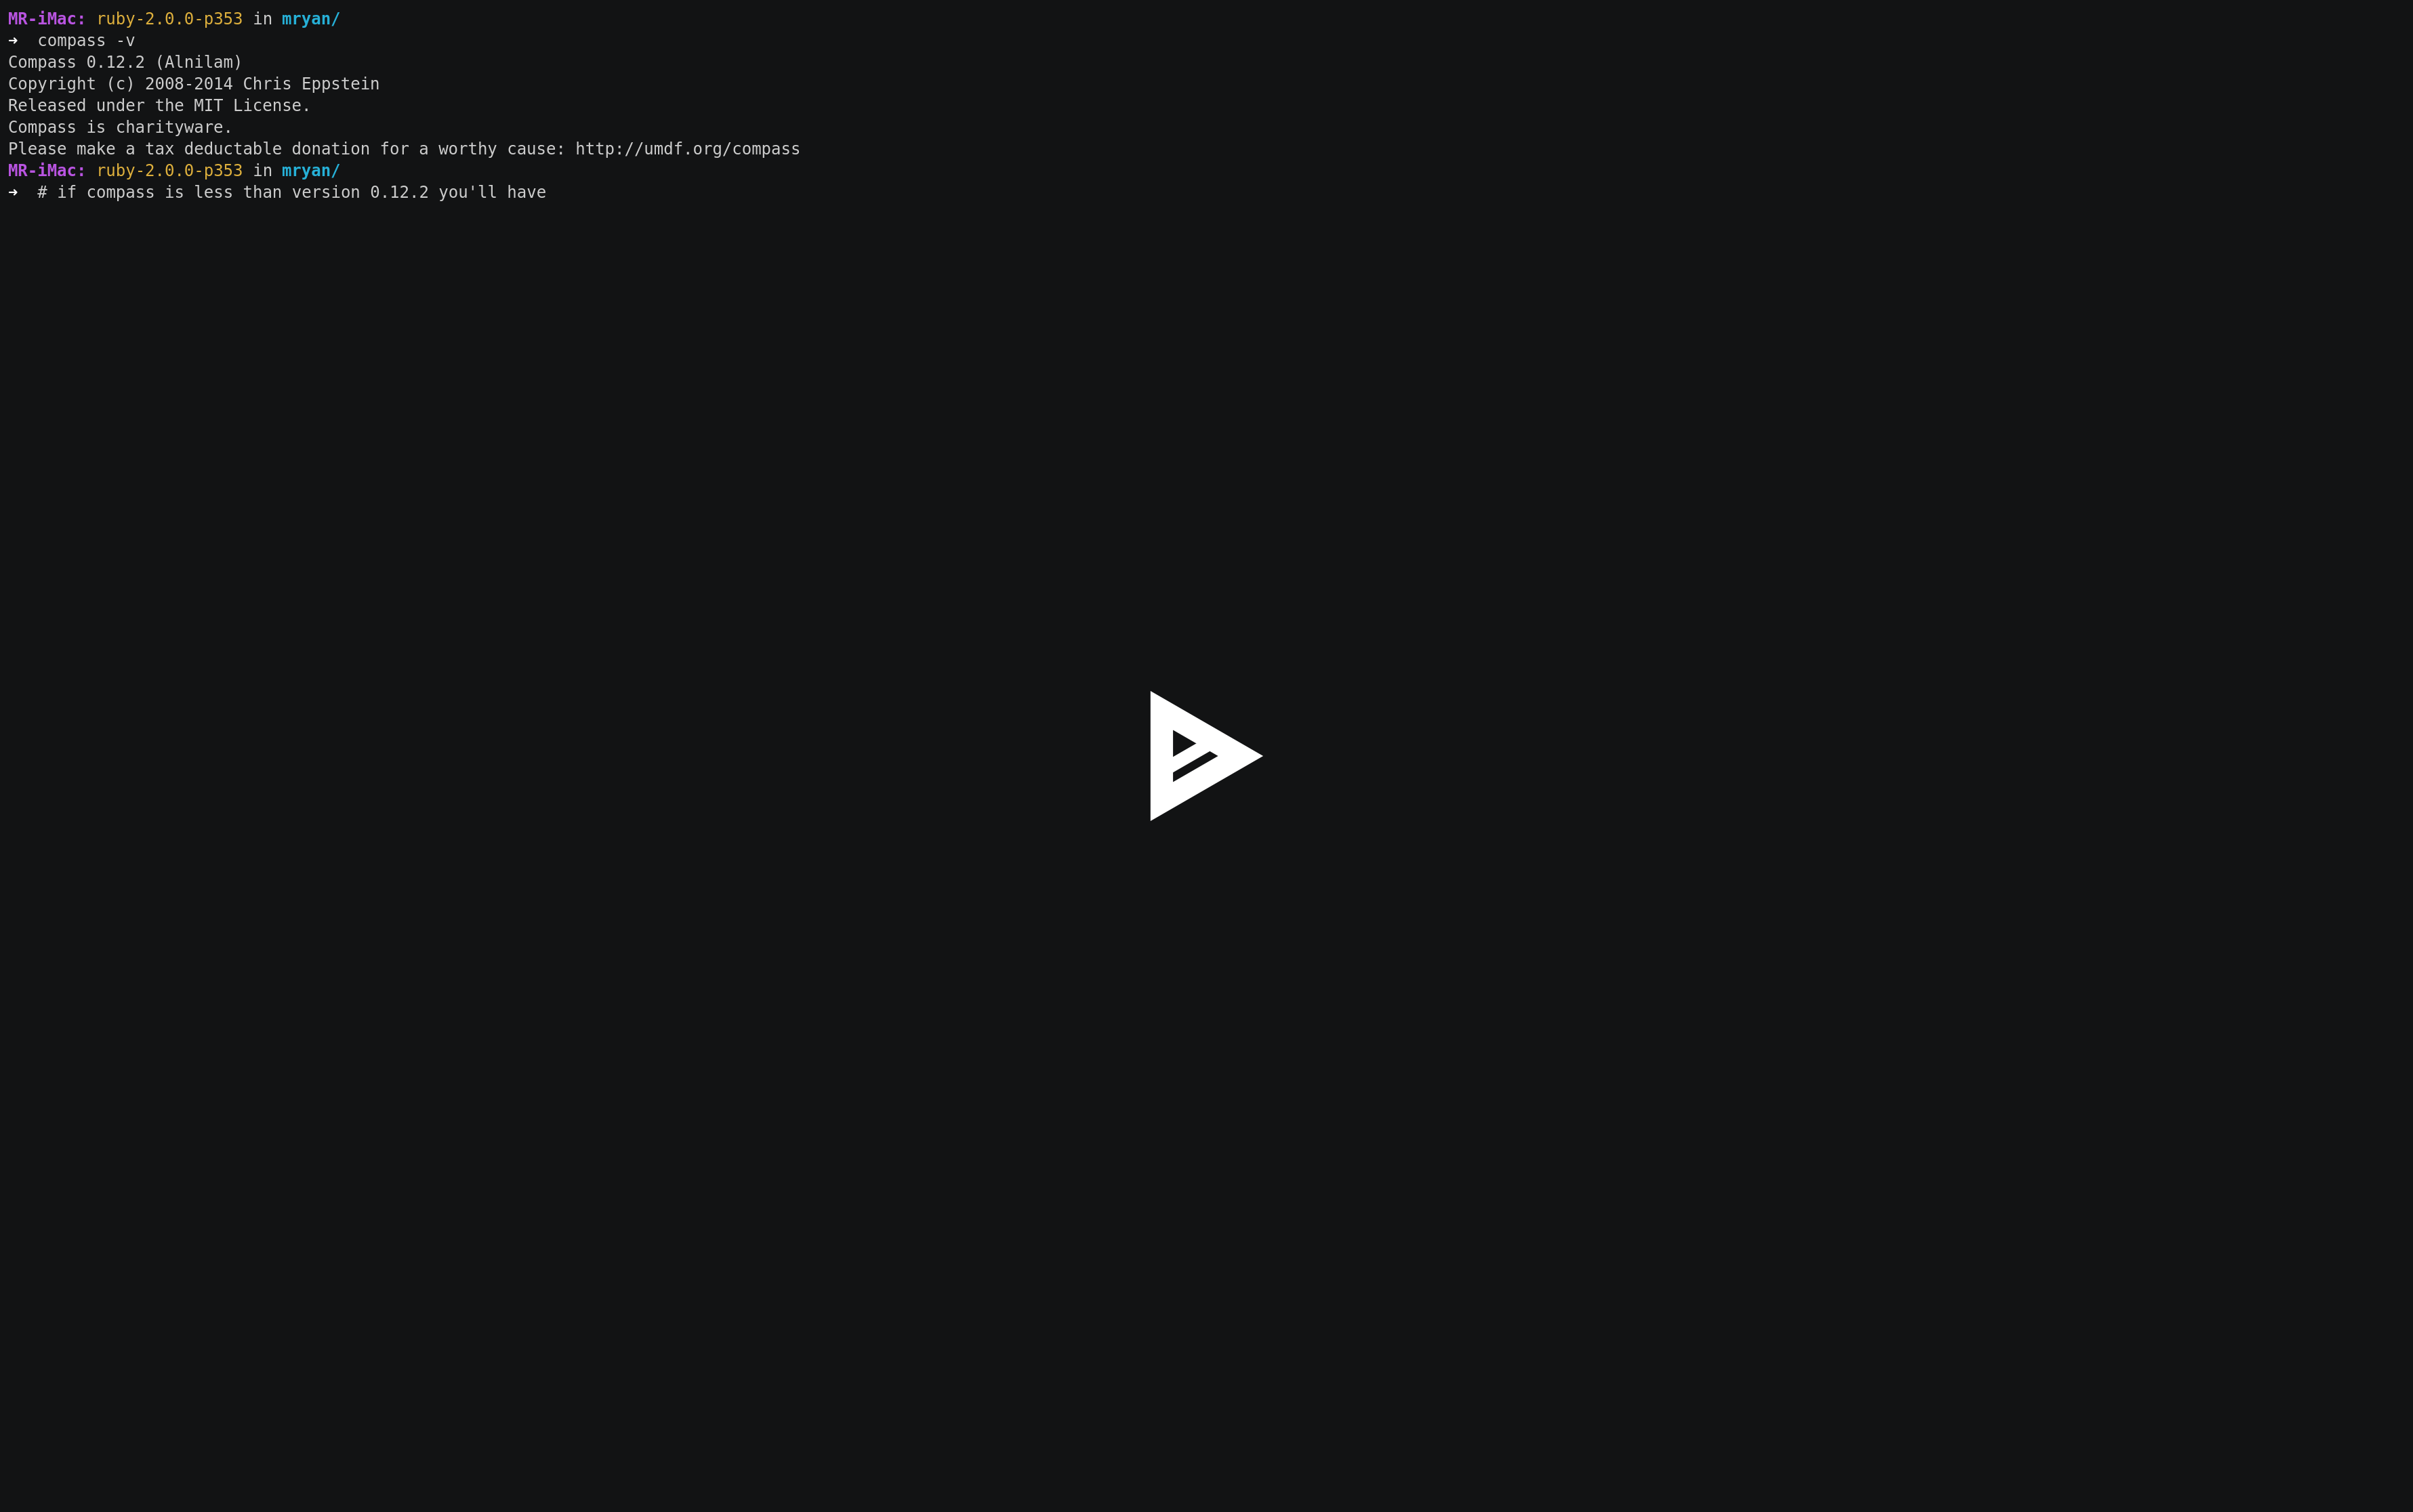 MR-iMac: ruby-2.0.0-p353 in mryan/
➜  compass -v
Compass 0.12.2 (Alnilam)
Copyright (c) 2008-2014 Chris Eppstein
Released under the MIT License.
Compass is charityware.
Please make a tax deductable donation for a worthy cause: http://umdf.org/compass
MR-iMac: ruby-2.0.0-p353 in mryan/
➜  # if compass is less than version 0.12.2 you'll have